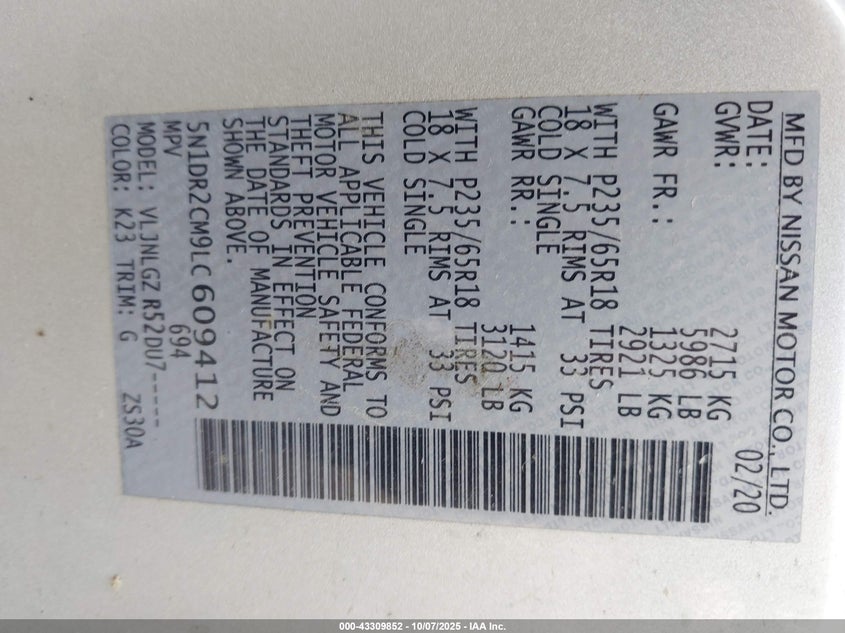 MFD BY NISSAN MOTOR CO., LTD.
DATE: 02/20
GVWR: 2715 KG
5986 LB
GAWR FR.: 1325 KG
2921 LB
WITH P235/65R18 TIRES
18 X 7.5 RIMS AT 33 PSI
COLD SINGLE
GAWR RR.: 1415 KG
3120 LB
WITH P235/65R18 TIRES
18 X 7.5 RIMS AT 33 PSI
COLD SINGLE
THIS VEHICLE CONFORMS TO
ALL APPLICABLE FEDERAL
MOTOR VEHICLE SAFETY AND
THEFT PREVENTION
STANDARDS IN EFFECT ON
THE DATE OF MANUFACTURE
SHOWN ABOVE.
5N1DR2CM9LC609412
MPV 694
MODEL: VLJNLGZ R52DU7-----
COLOR: K23 TRIM: G ZS30A
000-43309852 - 10/07/2025 - IAA Inc.